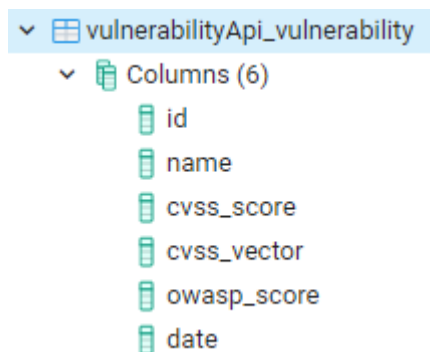 vulnerabilityApi_vulnerability
Columns (6)
id
name
cvss_score
cvss_vector
owasp_score
date